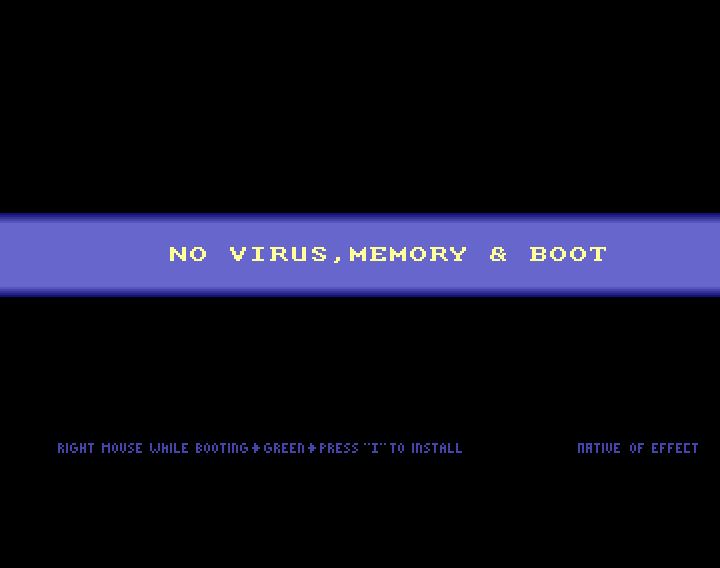 NO VIRUS,MEMORY & BOOT
RIGHT MOUSE WHILE BOOTING→GREEN→PRESS "I" TO INSTALL
NATIVE OF EFFECT